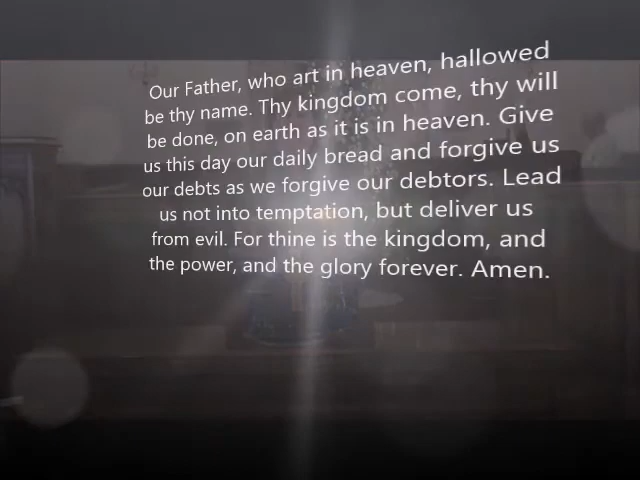 Our Father, who art in heaven, hallowed
be thy name. Thy kingdom come, thy will
be done, on earth as it is in heaven. Give
us this day our daily bread and forgive us
our debts as we forgive our debtors. Lead
us not into temptation, but deliver us
from evil. For thine is the kingdom, and
the power, and the glory forever. Amen.